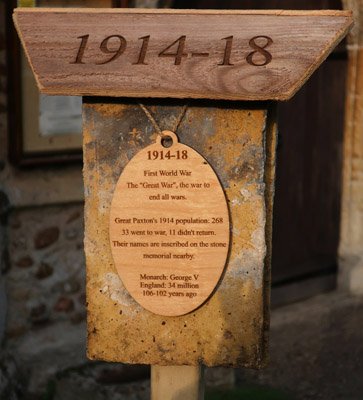 1914-18
1914-18
First World War
The "Great War", the war to
end all wars.
Great Paxton's 1914 population: 268
33 went to war, 11 didn't return.
Their names are inscribed on the stone
memorial nearby.
Monarch: George V
England: 34 million
106-102 years ago